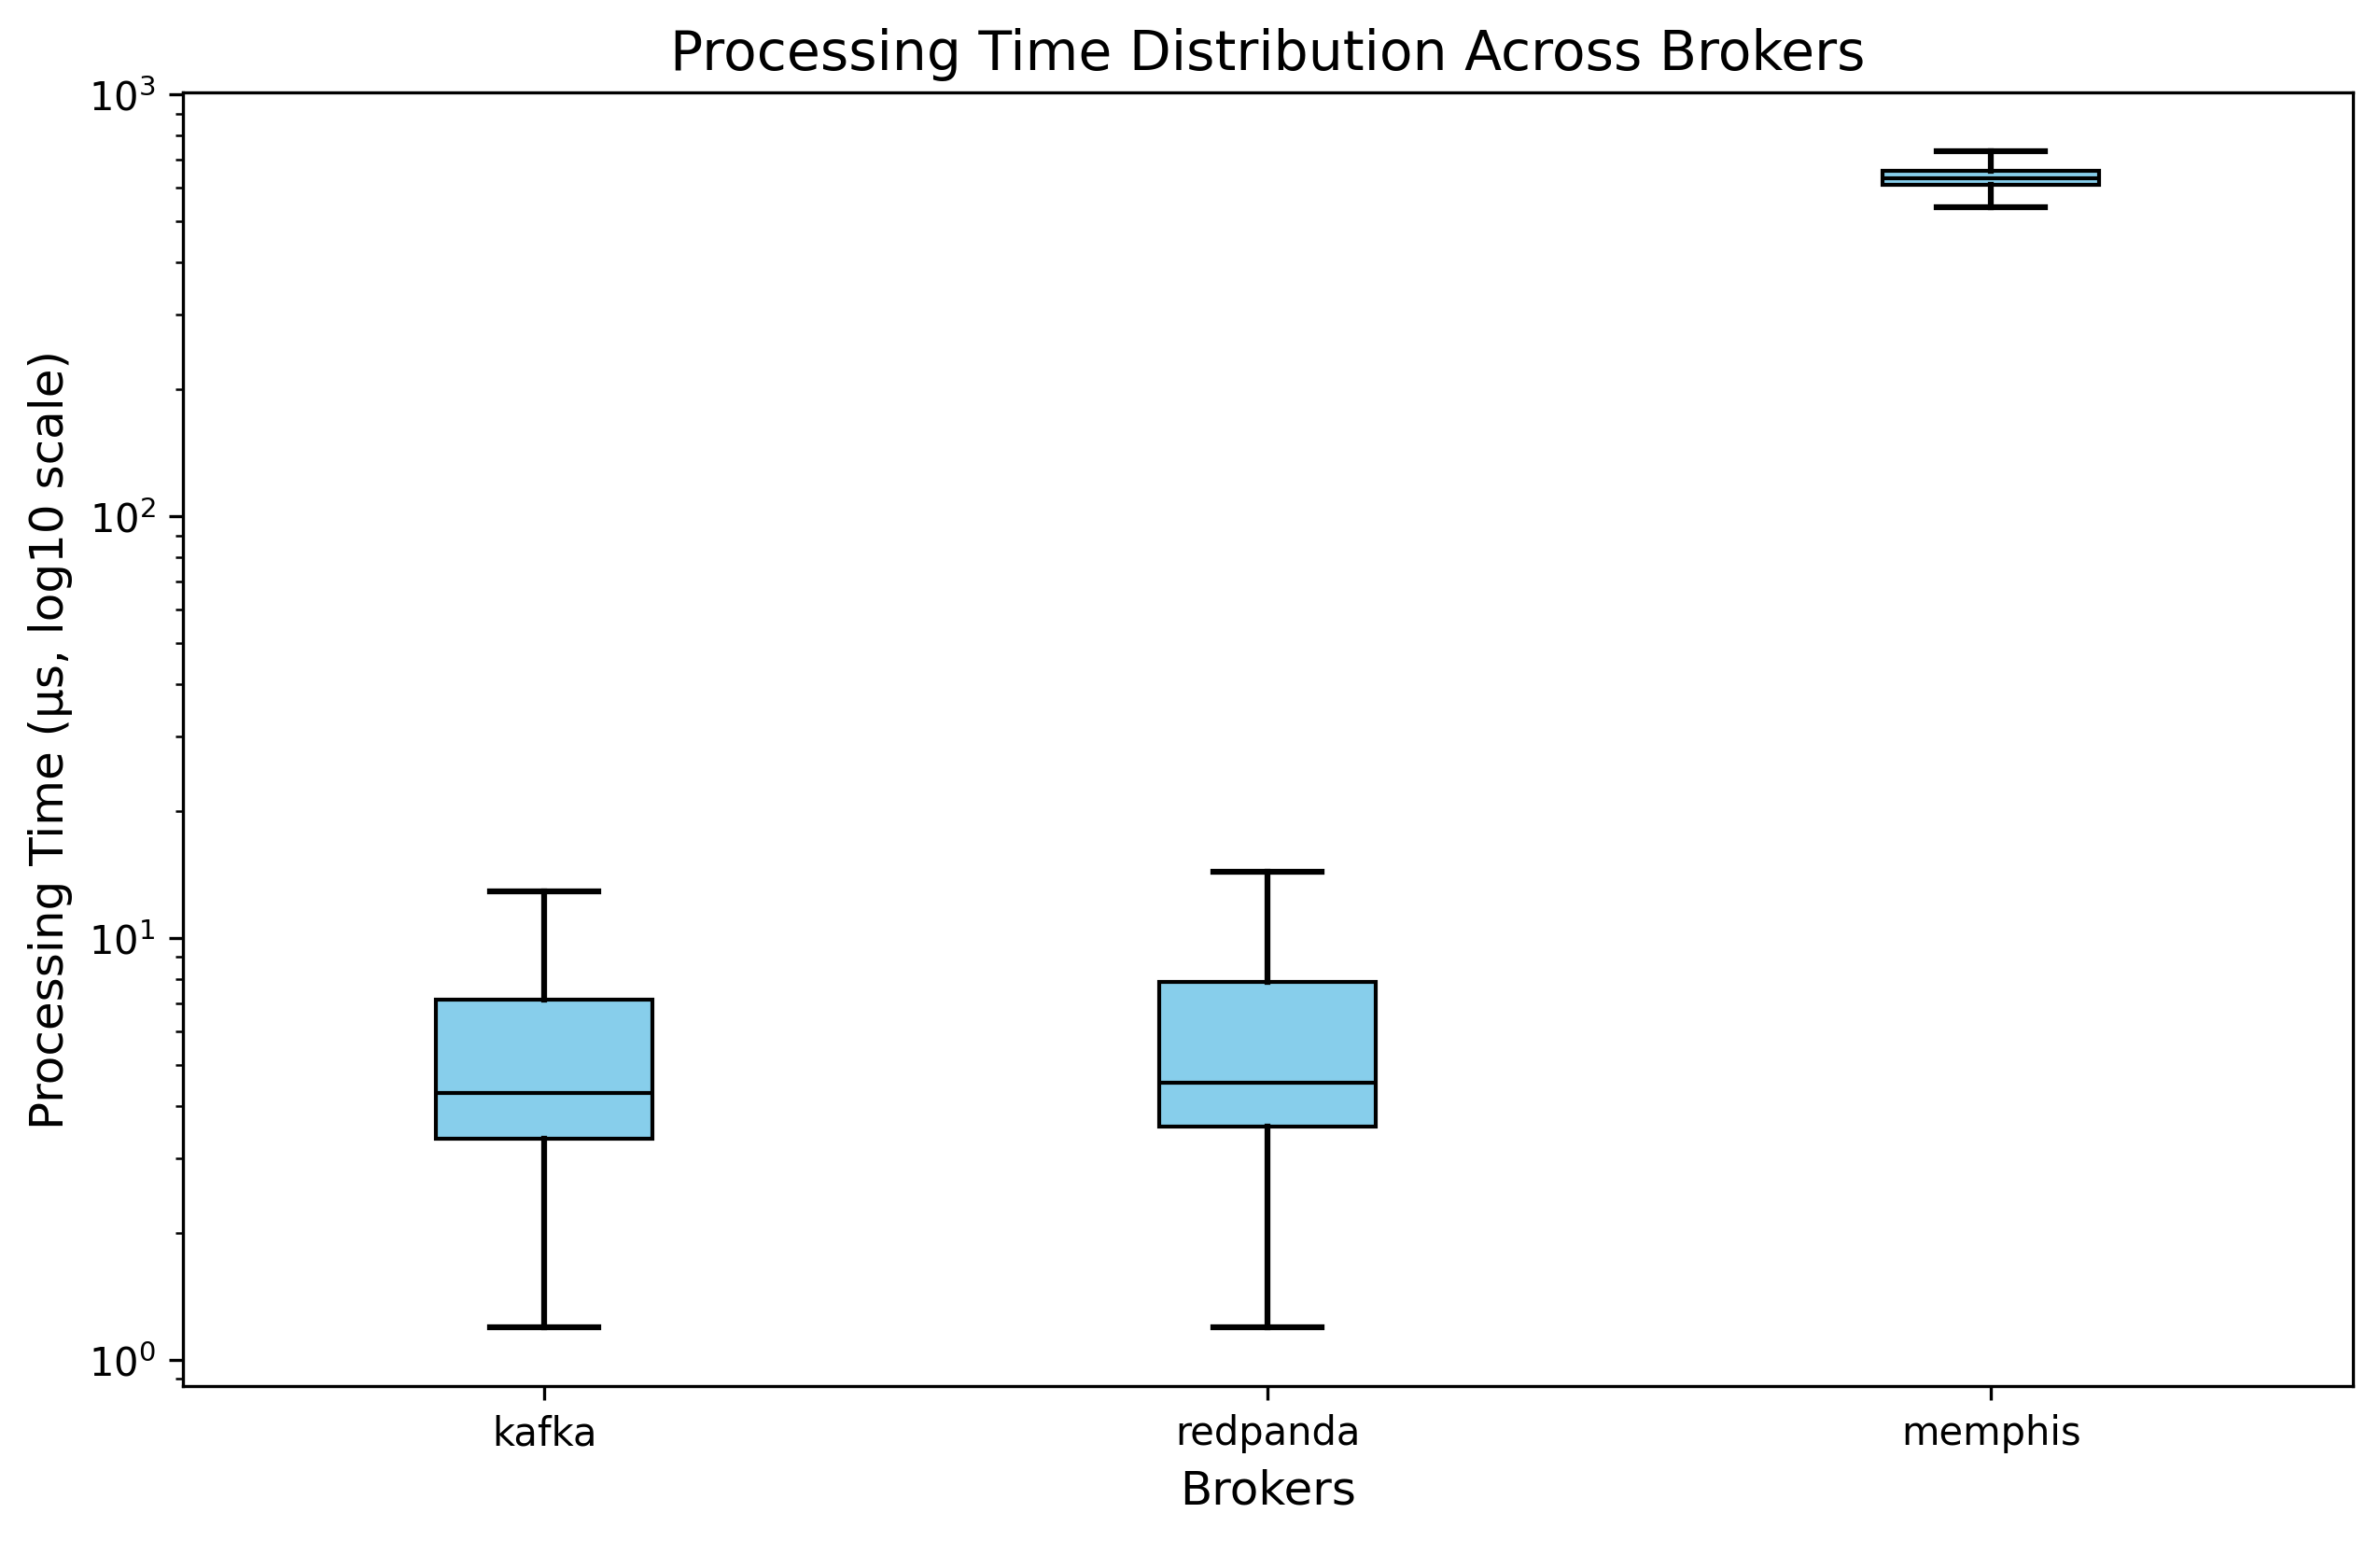 Processing Time Distribution Across Brokers
Processing Time (µs, log10 scale)
10³
10²
10¹
10⁰
kafka
redpanda
memphis
Brokers